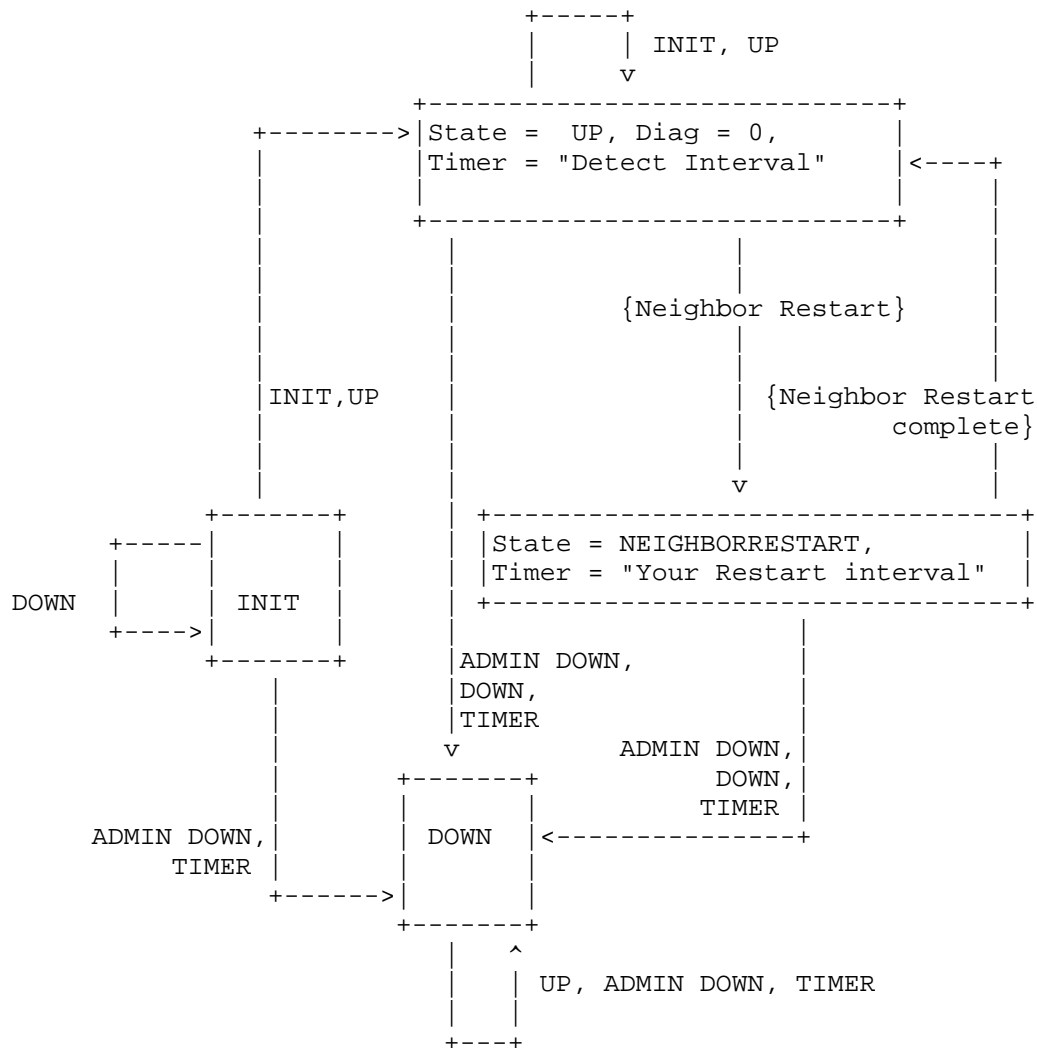 INIT, UP
State =  UP, Diag = 0,
Timer = "Detect Interval"
{Neighbor Restart}
INIT,UP
{Neighbor Restart
complete}
State = NEIGHBORRESTART,
Timer = "Your Restart interval"
DOWN
INIT
ADMIN DOWN,
DOWN,
TIMER
ADMIN DOWN,
DOWN,
TIMER
ADMIN DOWN,
TIMER
DOWN
UP, ADMIN DOWN, TIMER